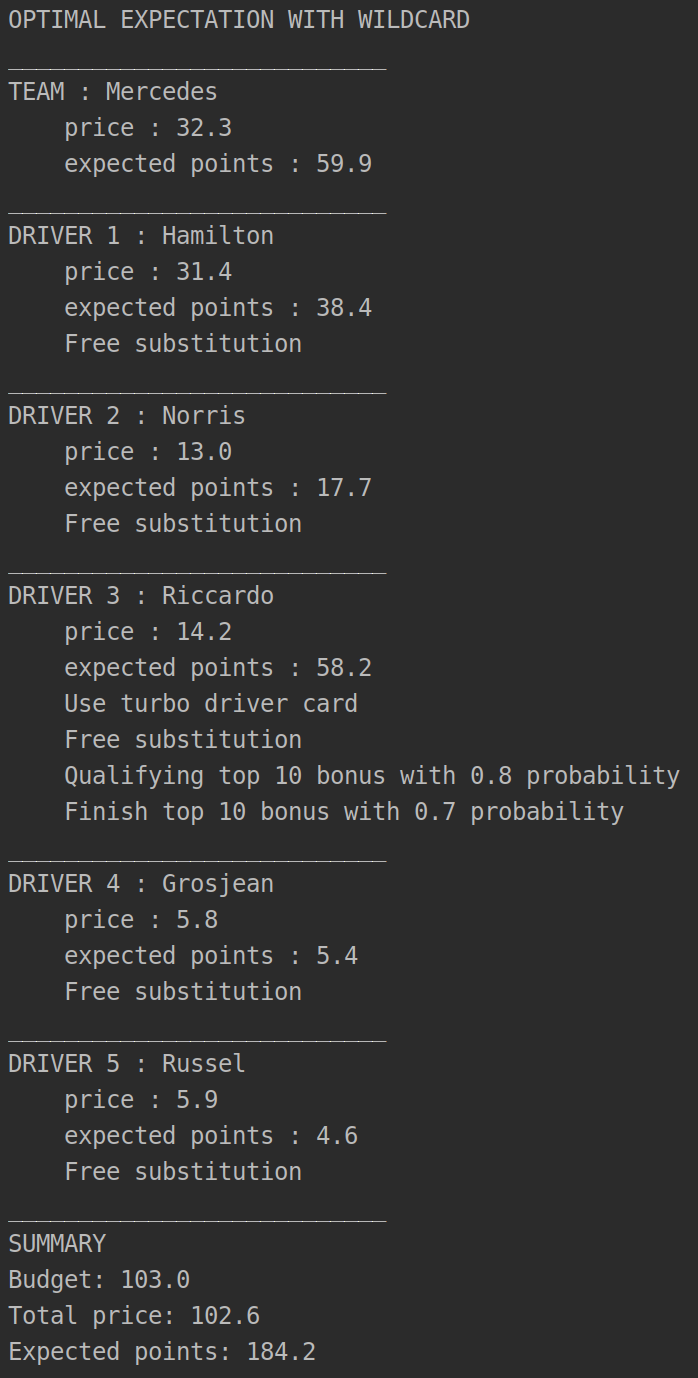 OPTIMAL EXPECTATION WITH WILDCARD
___________________________
TEAM : Mercedes
    price : 32.3
    expected points : 59.9
___________________________
DRIVER 1 : Hamilton
    price : 31.4
    expected points : 38.4
    Free substitution
___________________________
DRIVER 2 : Norris
    price : 13.0
    expected points : 17.7
    Free substitution
___________________________
DRIVER 3 : Riccardo
    price : 14.2
    expected points : 58.2
    Use turbo driver card
    Free substitution
    Qualifying top 10 bonus with 0.8 probability
    Finish top 10 bonus with 0.7 probability
___________________________
DRIVER 4 : Grosjean
    price : 5.8
    expected points : 5.4
    Free substitution
___________________________
DRIVER 5 : Russel
    price : 5.9
    expected points : 4.6
    Free substitution
___________________________
SUMMARY
Budget: 103.0
Total price: 102.6
Expected points: 184.2